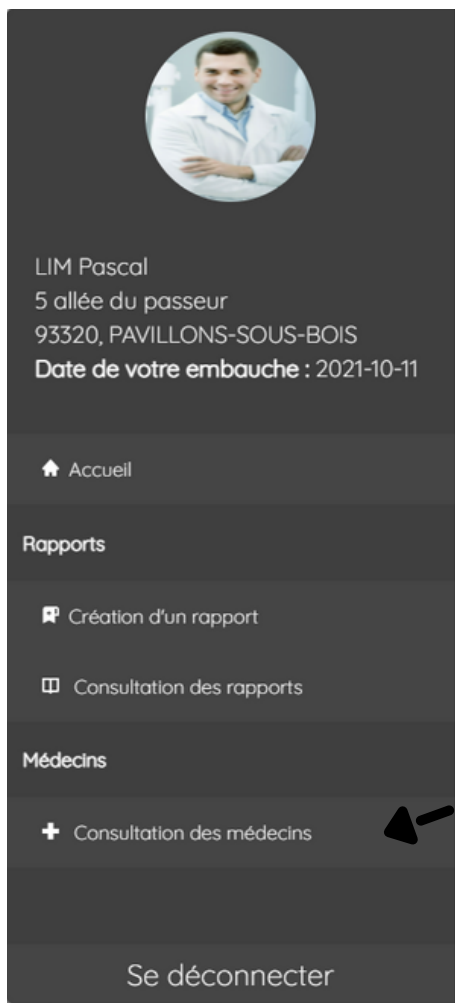 LIM Pascal
5 allée du passeur
93320, PAVILLONS-SOUS-BOIS
Date de votre embauche : 2021-10-11
Accueil
Rapports
Création d'un rapport
Consultation des rapports
Médecins
Consultation des médecins
Se déconnecter